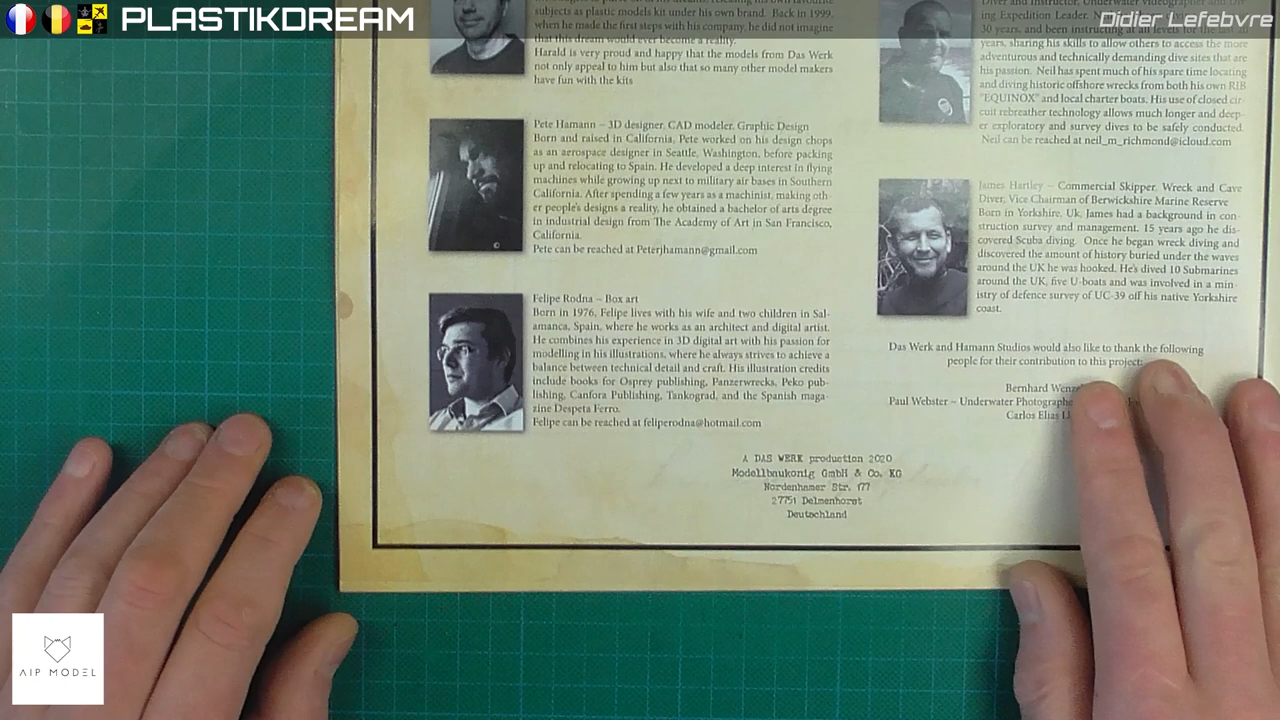 PLASTIKDREAM
Didier Lefebvre
subjects as plastic models kit under his own brand. Back in 1999,
when he made the first steps with his company, he did not imagine
that this dream would ever become a reality.
Harald is very proud and happy that the models from Das Werk
not only appeal to him but also that so many other model makers
have fun with the kits
Pete Hamann – 3D designer, CAD modeler, Graphic Design
Born and raised in California, Pete worked on his design chops
as an aerospace designer in Seattle, Washington, before packing
up and relocating to Spain. He developed a deep interest in flying
machines while growing up next to military air bases in Southern
California. After spending a few years as a machinist, making oth-
er people's designs a reality, he obtained a bachelor of arts degree
in industrial design from The Academy of Art in San Francisco,
California.
Pete can be reached at Peterjhamann@gmail.com
Felipe Rodna – Box art
Born in 1976, Felipe lives with his wife and two children in Sal-
amanca, Spain, where he works as an architect and digital artist.
He combines his experience in 3D digital art with his passion for
modelling in his illustrations, where he always strives to achieve a
balance between technical detail and craft. His illustration credits
include books for Osprey publishing, Panzerwrecks, Peko pub-
lishing, Canfora Publishing, Tankograd, and the Spanish maga-
zine Despeta Ferro.
Felipe can be reached at feliperodna@hotmail.com
Diver and Instructor, Underwater Videographer and
ing Expedition Leader.
30 years, and been instructing at all levels for the last
years, sharing his skills to allow others to access the more
adventurous and technically demanding dive sites that are
his passion. Neil has spent much of his spare time locating
and diving historic offshore wrecks from both his own RIB
"EQUINOX" and local charter boats. His use of closed cir-
cuit rebreather technology allows much longer and deep-
er exploratory and survey dives to be safely conducted.
Neil can be reached at neil_m_richmond@icloud.com
James Hartley – Commercial Skipper, Wreck and Cave
Diver, Vice Chairman of Berwickshire Marine Reserve
Born in Yorkshire, Uk, James had a background in con-
struction survey and management. 15 years ago he dis-
covered Scuba diving. Once he began wreck diving and
discovered the amount of history buried under the waves
around the UK he was hooked. He's dived 10 Submarines
around the UK, five U-boats and was involved in a min-
istry of defence survey of UC-39 off his native Yorkshire
coast.
Das Werk and Hamann Studios would also like to thank the following
people for their contribution to this project:
Bernhard
Paul Webster – Underwater
Carlos Elias
A DAS WERK production 2020
Modellbaukonig GmbH & Co. KG
Nordenhamer Str. 177
27751 Delmenhorst
Deutschland
AIP MODEL